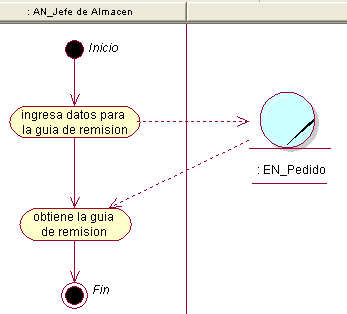 : AN_Jefe de Almacen
Inicio
ingresa datos para
la guia de remision
: EN_Pedido
obtiene la guia
de remision
Fin